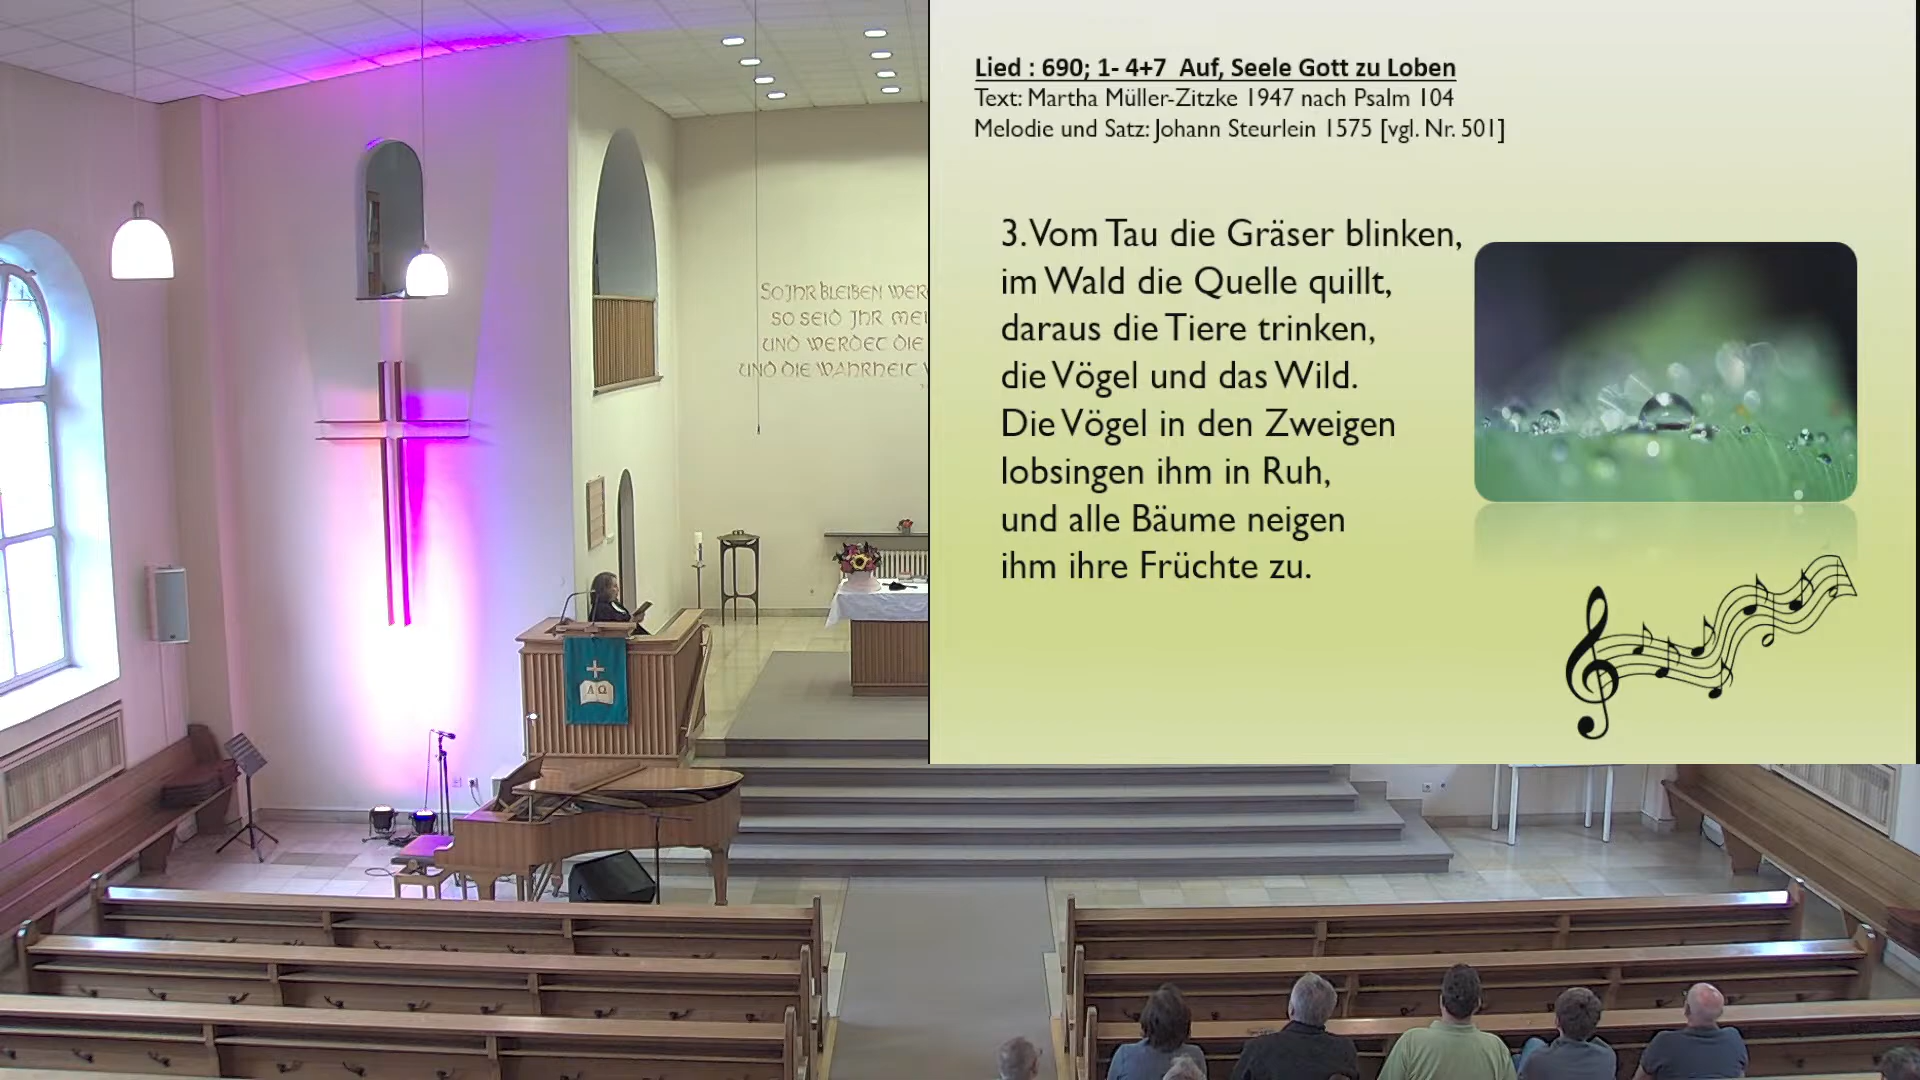 Lied : 690; 1- 4+7 Auf, Seele Gott zu Loben
Text: Martha Müller-Zitzke 1947 nach Psalm 104
Melodie und Satz: Johann Steurlein 1575 [vgl. Nr. 501]
3. Vom Tau die Gräser blinken,
im Wald die Quelle quillt,
daraus die Tiere trinken,
die Vögel und das Wild.
Die Vögel in den Zweigen
lobsingen ihm in Ruh,
und alle Bäume neigen
ihm ihre Früchte zu.
SO JHR BLEIBEN WER
SO SEID JHR MEI
UND WERDET DIE
UND DIE WAHRHEIT
A Ω